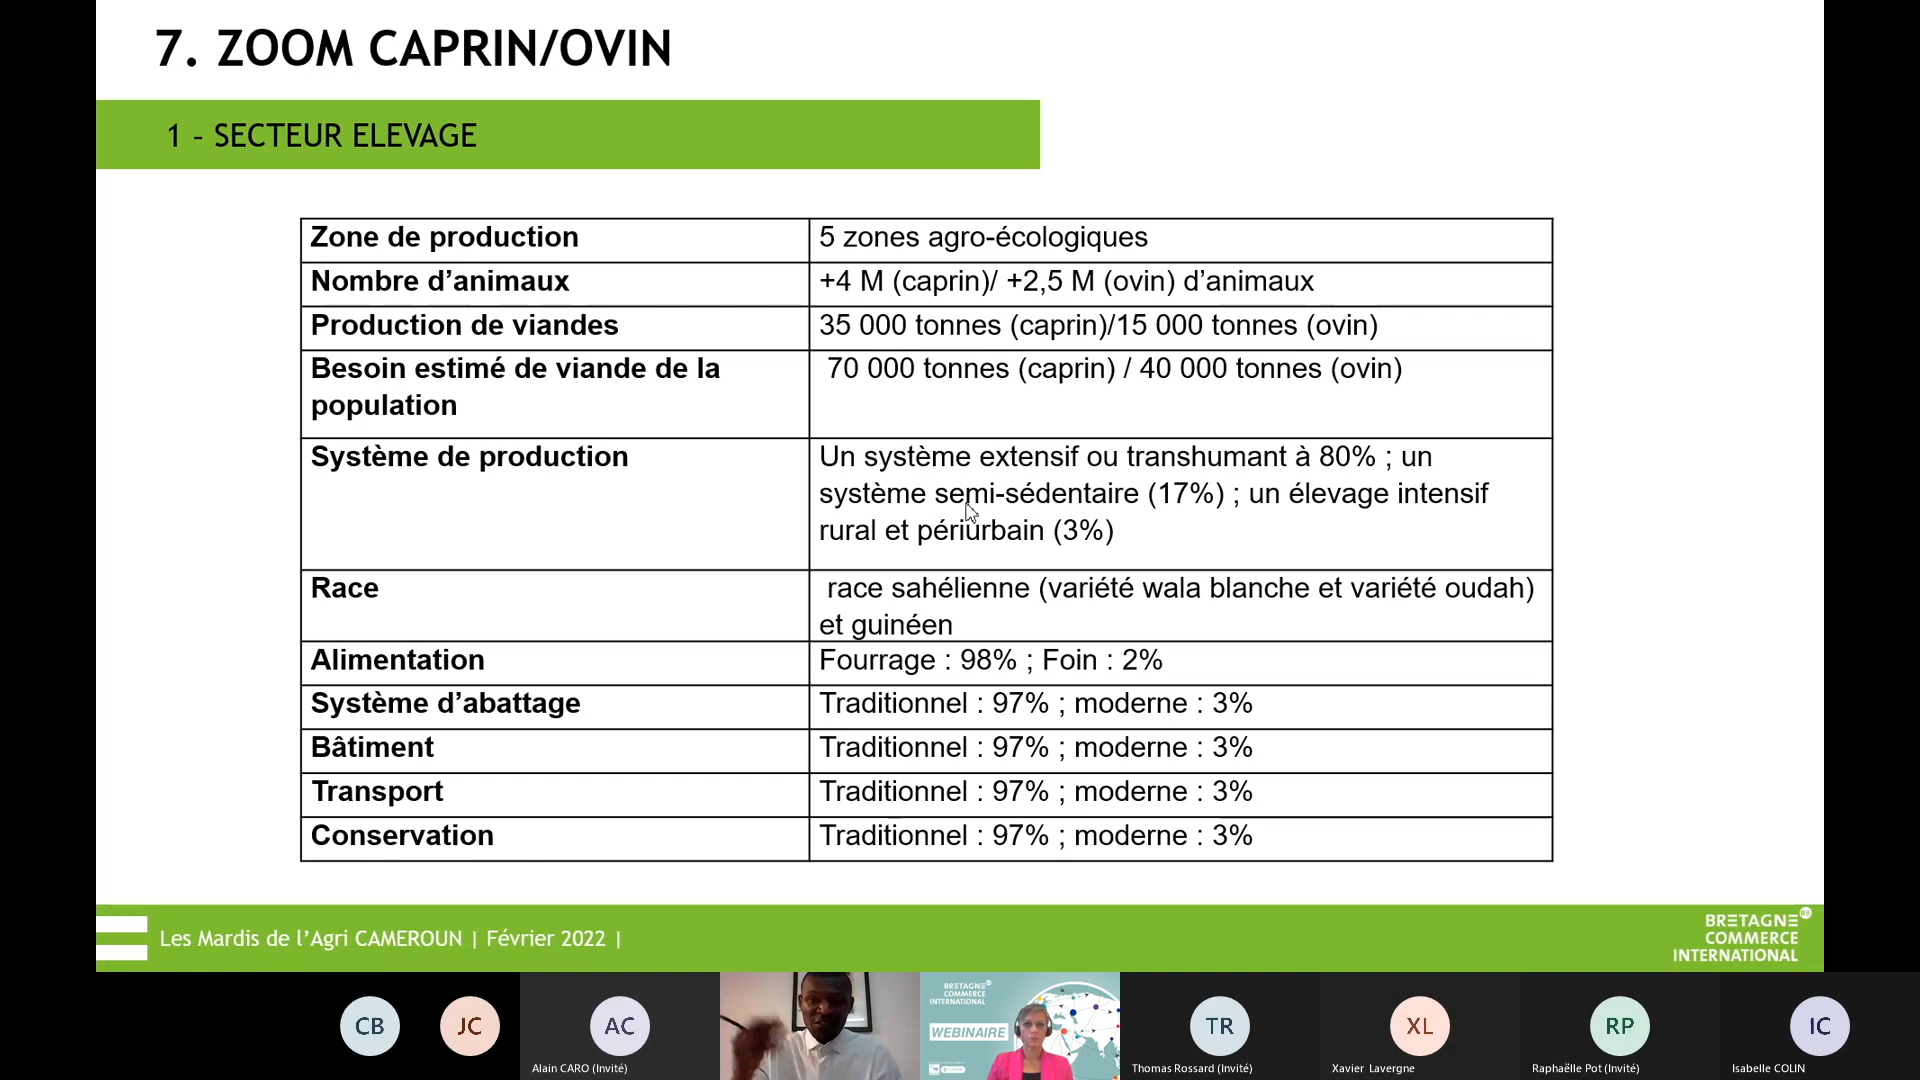 7. ZOOM CAPRIN/OVIN
1 – SECTEUR ELEVAGE
Zone de production
5 zones agro-écologiques
Nombre d’animaux
+4 M (caprin)/ +2,5 M (ovin) d’animaux
Production de viandes
35 000 tonnes (caprin)/15 000 tonnes (ovin)
Besoin estimé de viande de la
population
70 000 tonnes (caprin) / 40 000 tonnes (ovin)
Système de production
Un système extensif ou transhumant à 80% ; un
système semi-sédentaire (17%) ; un élevage intensif
rural et périurbain (3%)
Race
race sahélienne (variété wala blanche et variété oudah)
et guinéen
Alimentation
Fourrage : 98% ; Foin : 2%
Système d’abattage
Traditionnel : 97% ; moderne : 3%
Bâtiment
Traditionnel : 97% ; moderne : 3%
Transport
Traditionnel : 97% ; moderne : 3%
Conservation
Traditionnel : 97% ; moderne : 3%
Les Mardis de l’Agri CAMEROUN | Février 2022 |
BRETAGNE
COMMERCE
INTERNATIONAL
CB
JC
AC
Alain CARO (Invité)
BRETAGNE
COMMERCE
INTERNATIONAL
WEBINAIRE
TR
Thomas Rossard (Invité)
XL
Xavier Lavergne
RP
Raphaëlle Pot (Invité)
IC
Isabelle COLIN